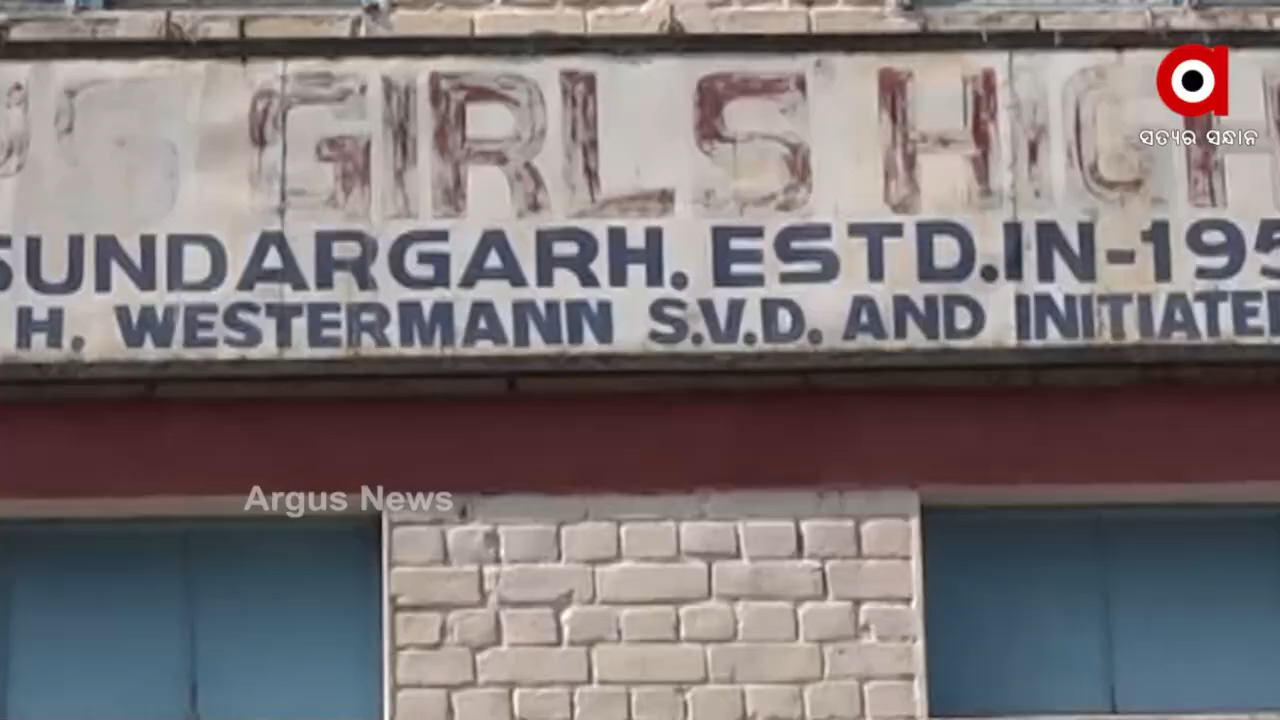 GIRLS HIGH
SUNDARGARH. ESTD.IN-195
H. WESTERMANN S.V.D. AND INITIATE
ସତ୍ୟର ସନ୍ଧାନ
Argus News